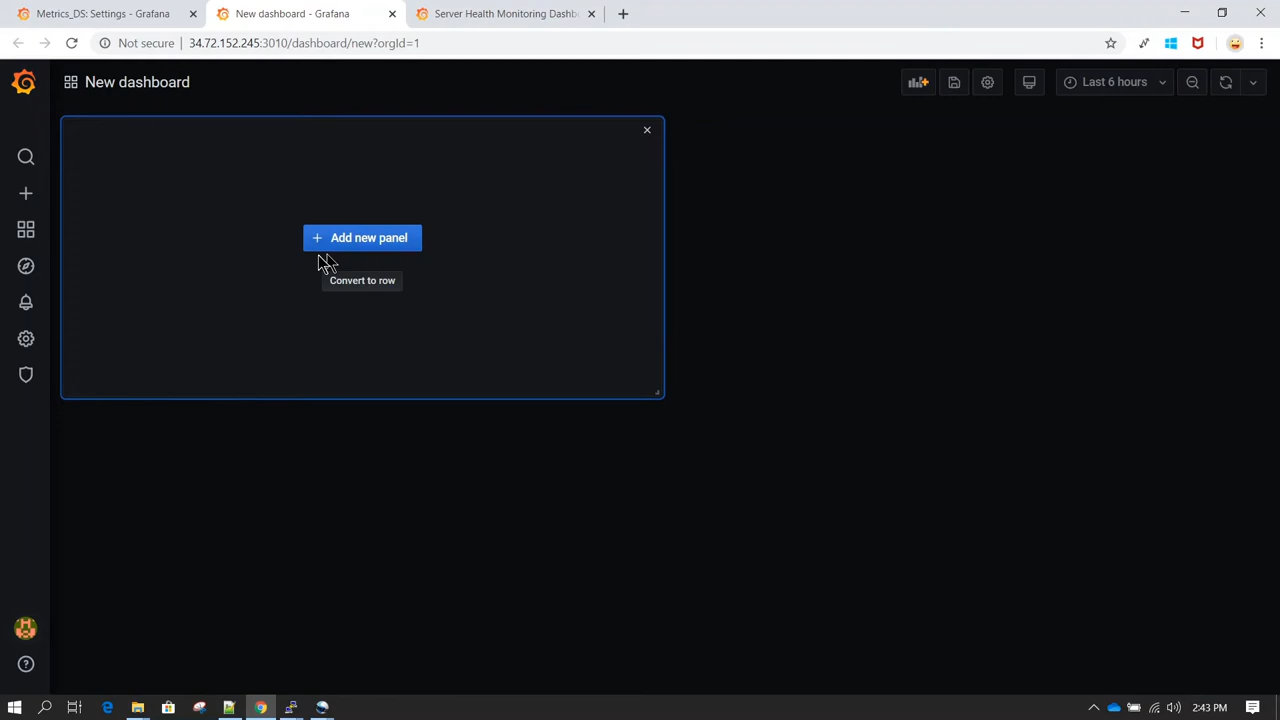 Metrics_DS: Settings - Grafana
New dashboard - Grafana
Server Health Monitoring Dashb
Not secure
34.72.152.245:3010/dashboard/new?orgId=1
New dashboard
Last 6 hours
Add new panel
Convert to row
2:43 PM